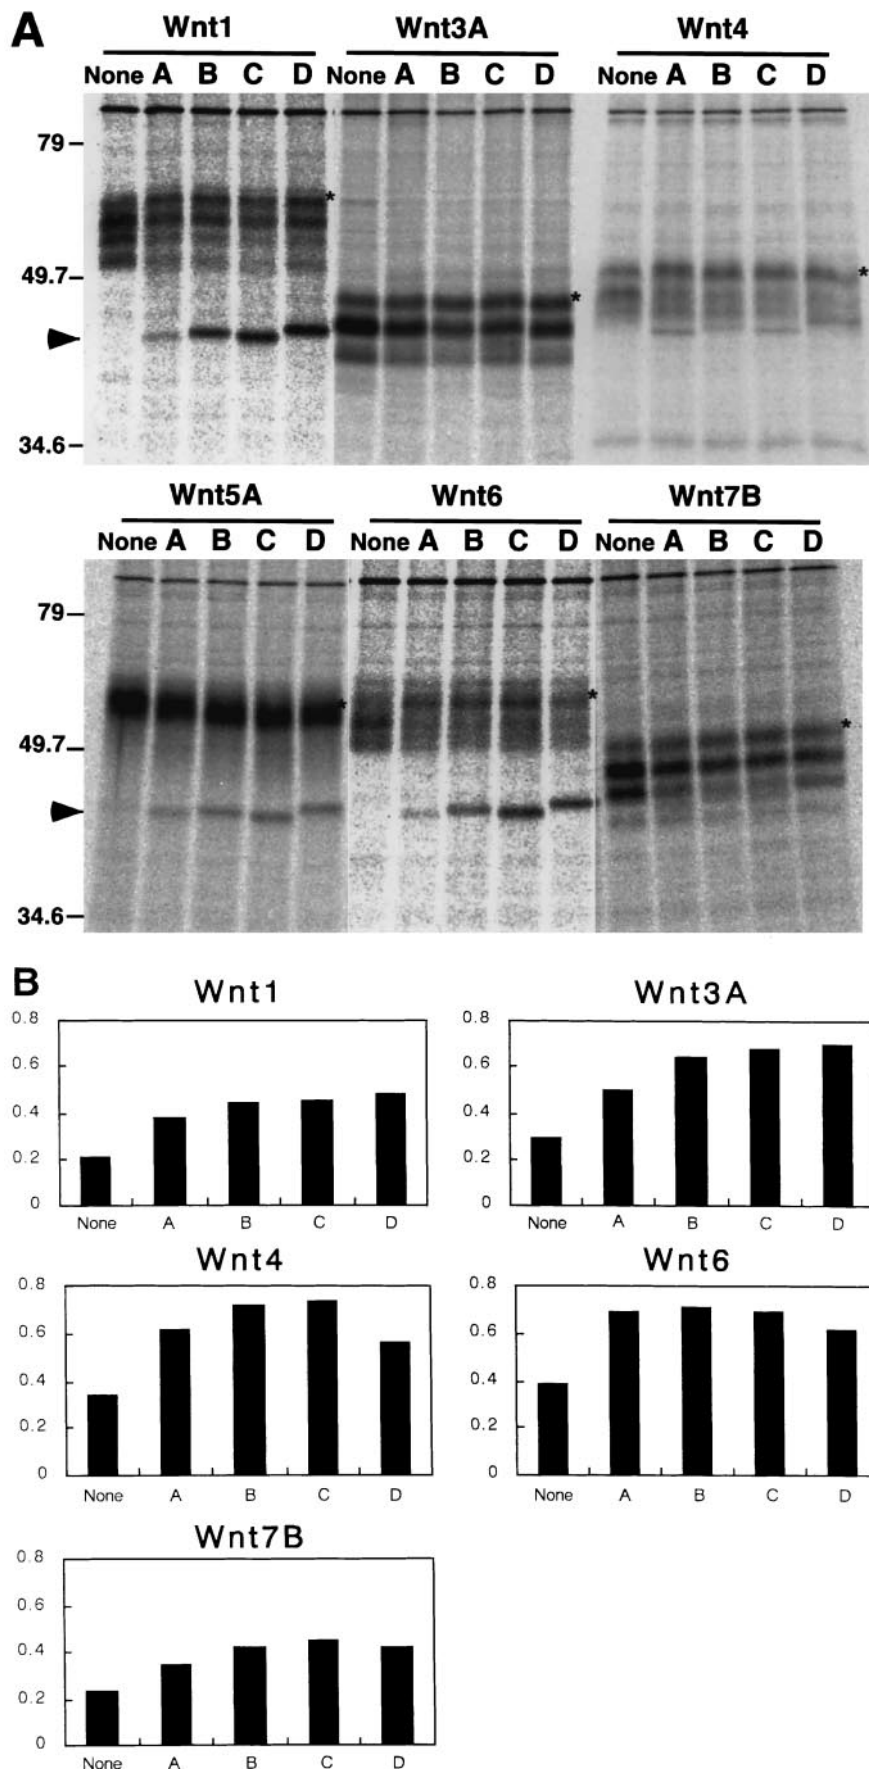 A
Wnt1 Wnt3A Wnt4
None A B C D None A B C D None A B C D
79
*
49.7
*
*
34.6
Wnt5A Wnt6 Wnt7B
None A B C D None A B C D None A B C D
79
*
*
*
49.7
34.6
B
Wnt1
0.8
0.6
0.4
0.2
0
None A B C D
Wnt3A
0.8
0.6
0.4
0.2
0
None A B C D
Wnt4
0.8
0.6
0.4
0.2
0
None A B C D
Wnt6
0.8
0.6
0.4
0.2
0
None A B C D
Wnt7B
0.8
0.6
0.4
0.2
0
None A B C D